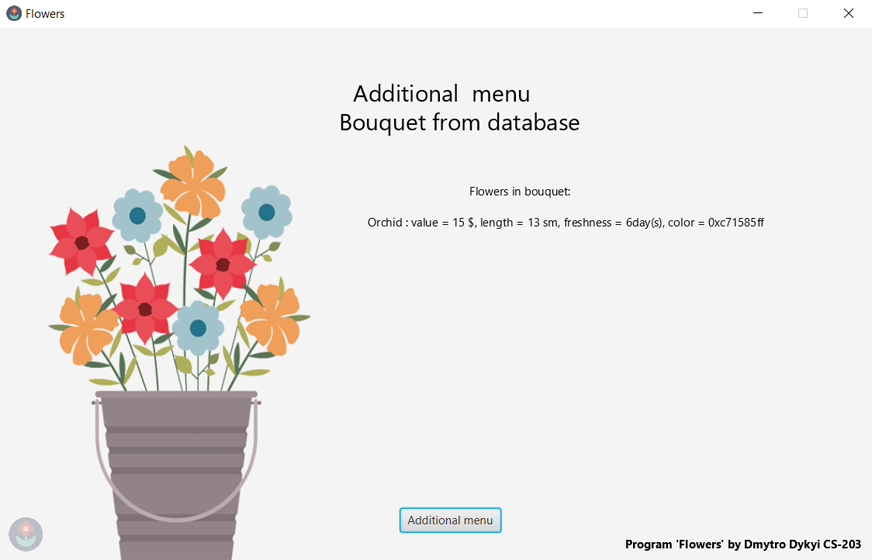 Flowers
Additional menu
Bouquet from database
Flowers in bouquet:
Orchid : value = 15 $, length = 13 sm, freshness = 6day(s), color = 0xc71585ff
Additional menu
Program 'Flowers' by Dmytro Dykyi CS-203